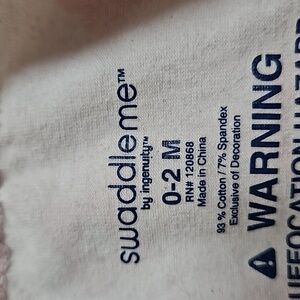 swaddleme™
by ingenuity™
0-2 M
RN# 120868
Made in China
93 % Cotton / 7% Spandex
Exclusive of Decoration
⚠ WARNING